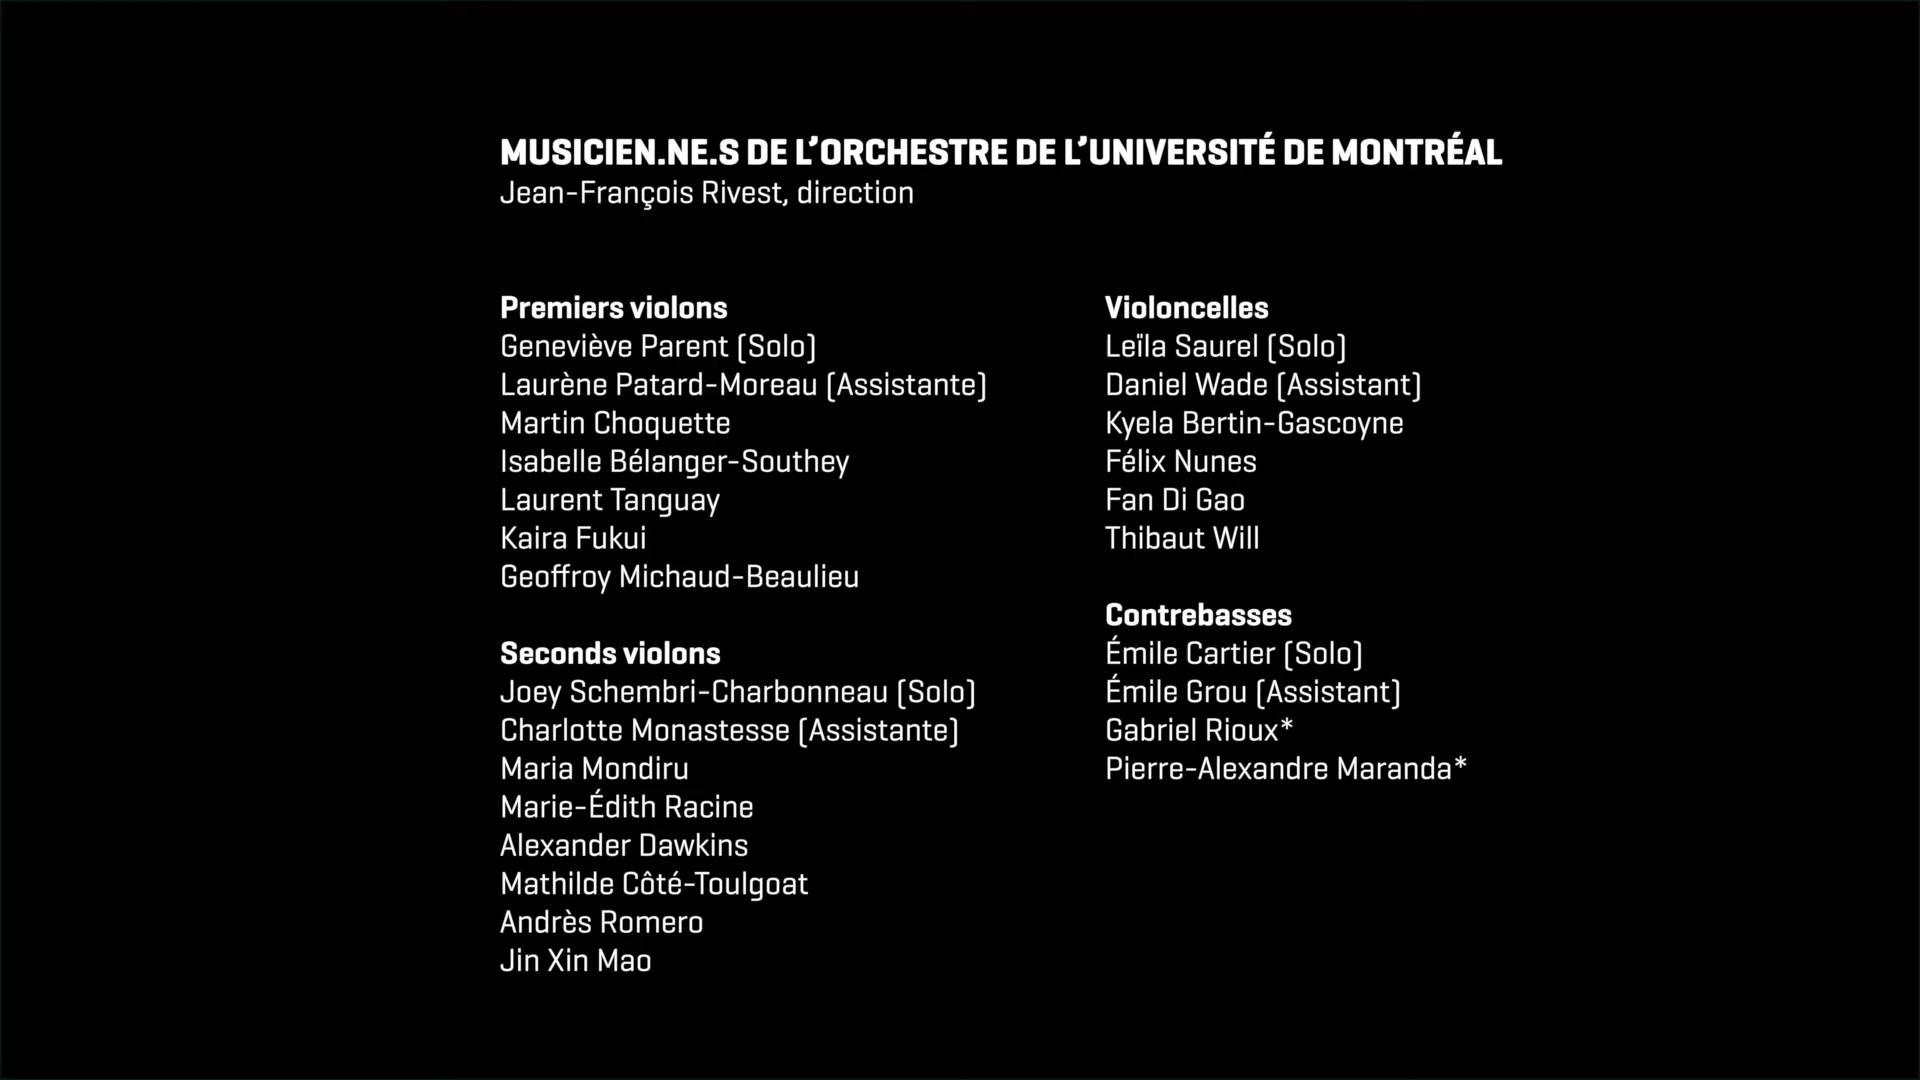 MUSICIEN.NE.S DE L’ORCHESTRE DE L’UNIVERSITÉ DE MONTRÉAL
Jean-François Rivest, direction
Premiers violons
Geneviève Parent (Solo)
Laurène Patard-Moreau (Assistante)
Martin Choquette
Isabelle Bélanger-Southey
Laurent Tanguay
Kaira Fukui
Geoffroy Michaud-Beaulieu
Seconds violons
Joey Schembri-Charbonneau (Solo)
Charlotte Monastesse (Assistante)
Maria Mondiru
Marie-Édith Racine
Alexander Dawkins
Mathilde Côté-Toulgoat
Andrès Romero
Jin Xin Mao
Violoncelles
Leïla Saurel (Solo)
Daniel Wade (Assistant)
Kyela Bertin-Gascoyne
Félix Nunes
Fan Di Gao
Thibaut Will
Contrebasses
Émile Cartier (Solo)
Émile Grou (Assistant)
Gabriel Rioux*
Pierre-Alexandre Maranda*